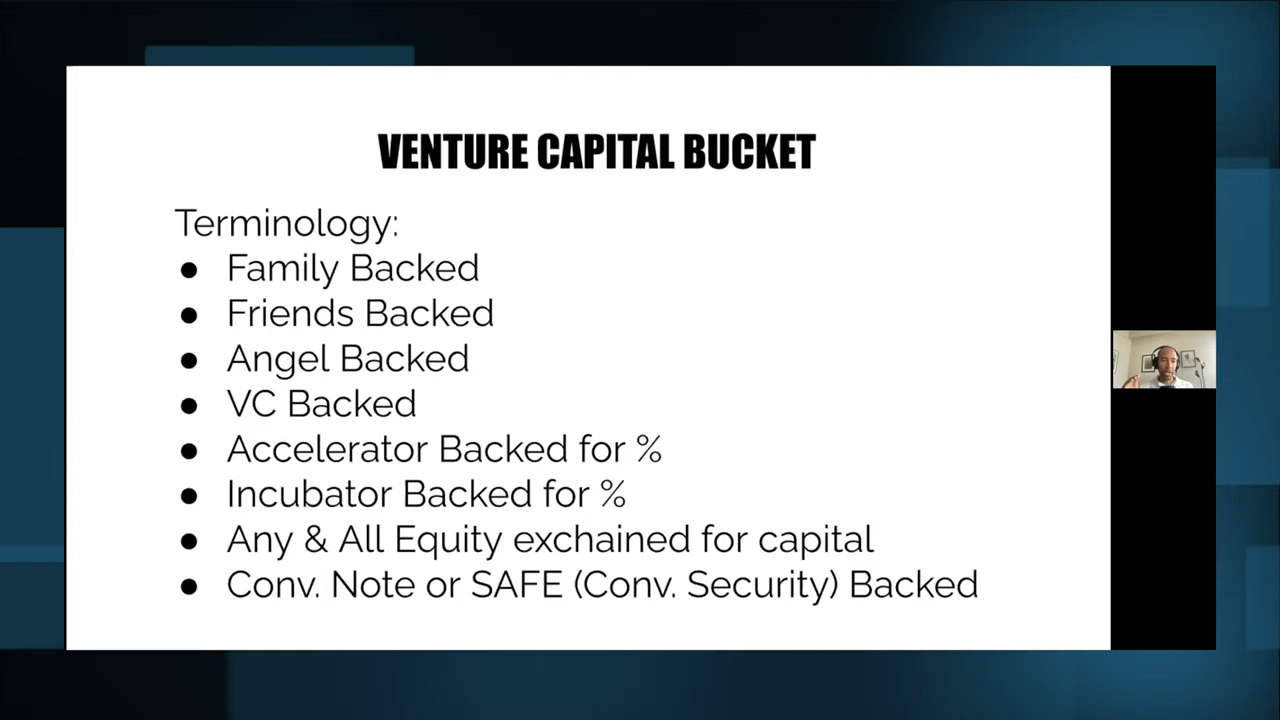 VENTURE CAPITAL BUCKET
Terminology:
● Family Backed
● Friends Backed
● Angel Backed
● VC Backed
● Accelerator Backed for %
● Incubator Backed for %
● Any & All Equity exchained for capital
● Conv. Note or SAFE (Conv. Security) Backed